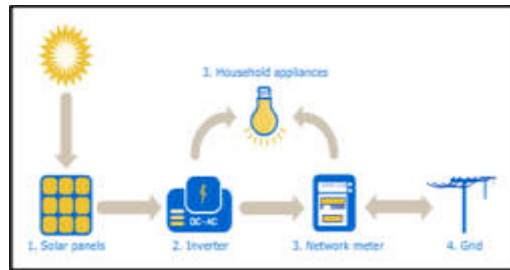 3. Household appliances
DC-AC
1. Solar panels
2. Inverter
3. Network meter
4. Grid